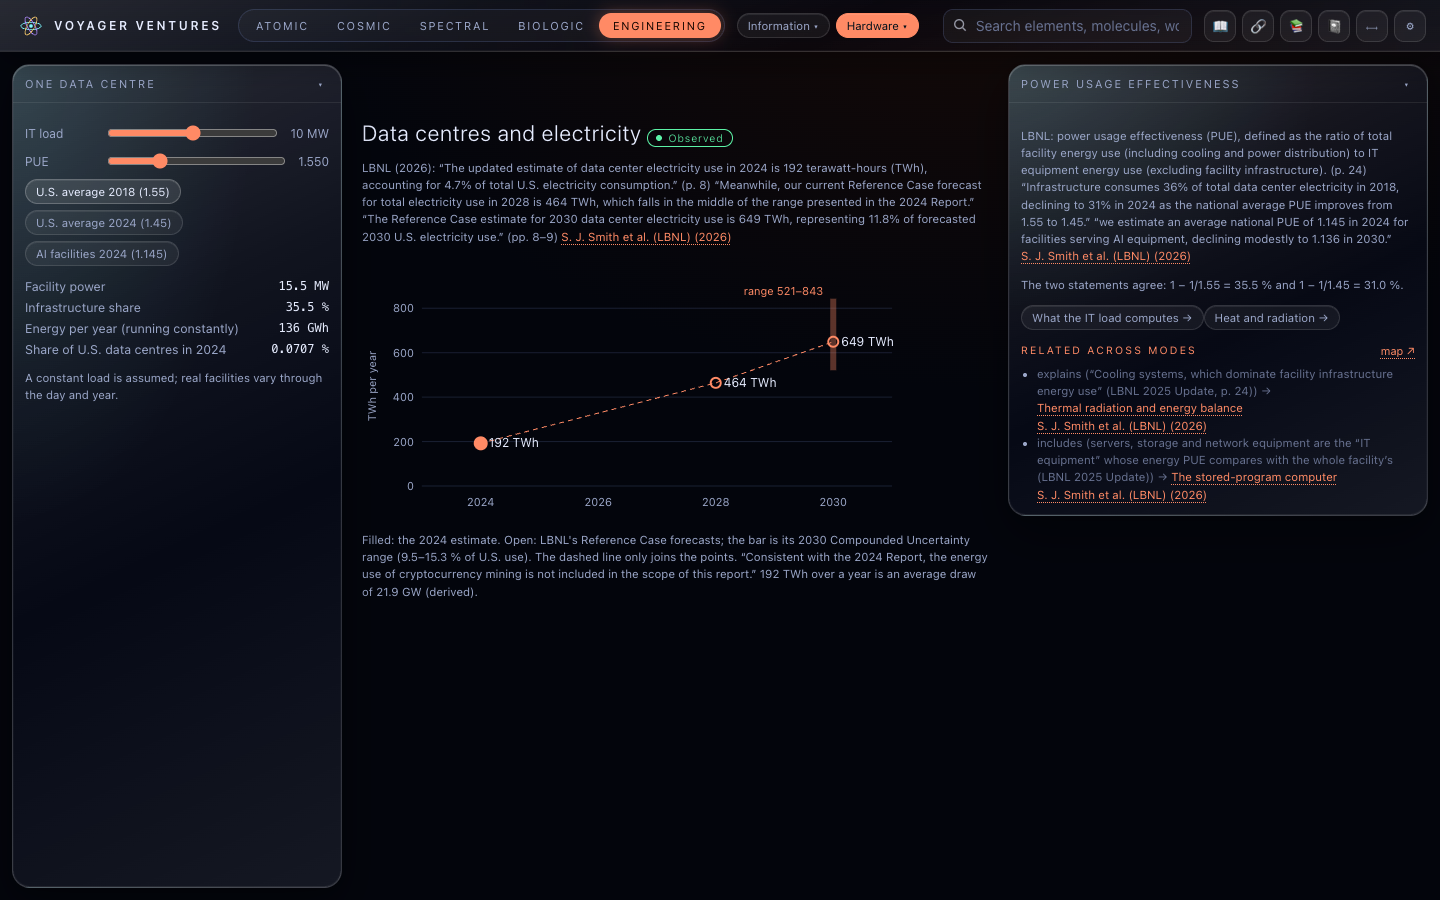 VOYAGER VENTURES
ATOMIC
COSMIC
SPECTRAL
BIOLOGIC
ENGINEERING
Information
Hardware
Search elements, molecules, wo
ONE DATA CENTRE
IT load
10 MW
PUE
1.550
U.S. average 2018 (1.55)
U.S. average 2024 (1.45)
AI facilities 2024 (1.145)
Facility power 15.5 MW
Infrastructure share 35.5 %
Energy per year (running constantly) 136 GWh
Share of U.S. data centres in 2024 0.0707 %
A constant load is assumed; real facilities vary through
the day and year.
Data centres and electricity
Observed
LBNL (2026): “The updated estimate of data center electricity use in 2024 is 192 terawatt-hours (TWh),
accounting for 4.7% of total U.S. electricity consumption.” (p. 8) “Meanwhile, our current Reference Case forecast
for total electricity use in 2028 is 464 TWh, which falls in the middle of the range presented in the 2024 Report.”
“The Reference Case estimate for 2030 data center electricity use is 649 TWh, representing 11.8% of forecasted
2030 U.S. electricity use.” (pp. 8–9) S. J. Smith et al. (LBNL) (2026)
range 521–843
TWh per year
800
600
400
200
0
649 TWh
464 TWh
192 TWh
2024
2026
2028
2030
Filled: the 2024 estimate. Open: LBNL's Reference Case forecasts; the bar is its 2030 Compounded Uncertainty
range (9.5–15.3 % of U.S. use). The dashed line only joins the points. “Consistent with the 2024 Report, the energy
use of cryptocurrency mining is not included in the scope of this report.” 192 TWh over a year is an average draw
of 21.9 GW (derived).
POWER USAGE EFFECTIVENESS
LBNL: power usage effectiveness (PUE), defined as the ratio of total
facility energy use (including cooling and power distribution) to IT
equipment energy use (excluding facility infrastructure). (p. 24)
“Infrastructure consumes 36% of total data center electricity in 2018,
declining to 31% in 2024 as the national average PUE improves from
1.55 to 1.45.” “we estimate an average national PUE of 1.145 in 2024 for
facilities serving AI equipment, declining modestly to 1.136 in 2030.”
S. J. Smith et al. (LBNL) (2026)
The two statements agree: 1 − 1/1.55 = 35.5 % and 1 − 1/1.45 = 31.0 %.
What the IT load computes →
Heat and radiation →
RELATED ACROSS MODES
map ↗
explains (“Cooling systems, which dominate facility infrastructure
energy use” (LBNL 2025 Update, p. 24)) →
Thermal radiation and energy balance
S. J. Smith et al. (LBNL) (2026)
includes (servers, storage and network equipment are the “IT
equipment” whose energy PUE compares with the whole facility's
(LBNL 2025 Update)) → The stored-program computer
S. J. Smith et al. (LBNL) (2026)